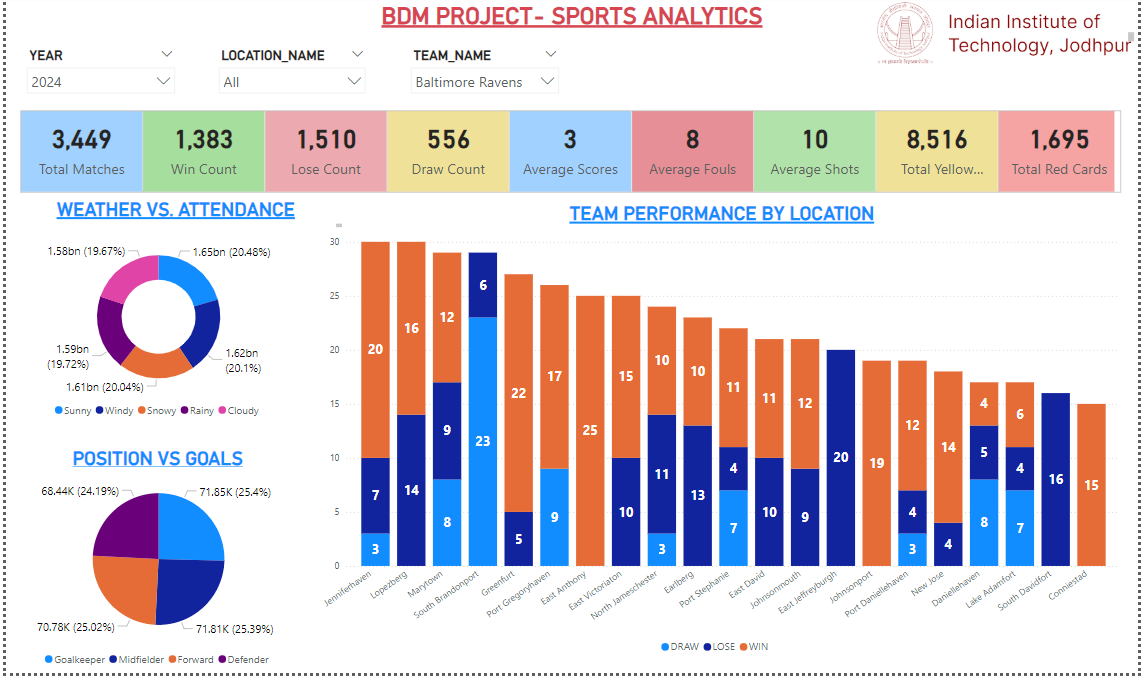 BDM PROJECT- SPORTS ANALYTICS
Indian Institute of
Technology, Jodhpur
YEAR
LOCATION_NAME
TEAM_NAME
2024
All
Baltimore Ravens
3,449
1,383
1,510
556
3
8
10
8,516
1,695
Total Matches
Win Count
Lose Count
Draw Count
Average Scores
Average Fouls
Average Shots
Total Yellow...
Total Red Cards
WEATHER VS. ATTENDANCE
1.58bn (19.67%)
1.65bn (20.48%)
1.59bn
(19.72%)
1.62bn
(20.1%)
1.61bn (20.04%)
Sunny Windy Snowy Rainy Cloudy
POSITION VS GOALS
68.44K (24.19%)
71.85K (25.4%)
70.78K (25.02%)
71.81K (25.39%)
Goalkeeper Midfielder Forward Defender
TEAM PERFORMANCE BY LOCATION
30
25
20
15
10
5
0
20
7
3
16
14
12
9
8
6
23
22
5
17
9
25
15
10
10
11
3
10
13
11
4
7
11
10
12
9
20
19
12
4
3
14
4
4
5
8
6
4
7
16
15
Jenniferhaven
Lopezberg
Marytown
South Brandonport
Greenfurt
Port Gregoryhaven
East Anthony
East Victoriaton
North Jameschester
Earlberg
Port Stephanie
East David
Johnsonmouth
East Jeffreyburgh
Johnsonport
Port Daniellehaven
New Jose
Daniellehaven
Lake Adamfort
South Davidfort
Conniestad
DRAW LOSE WIN